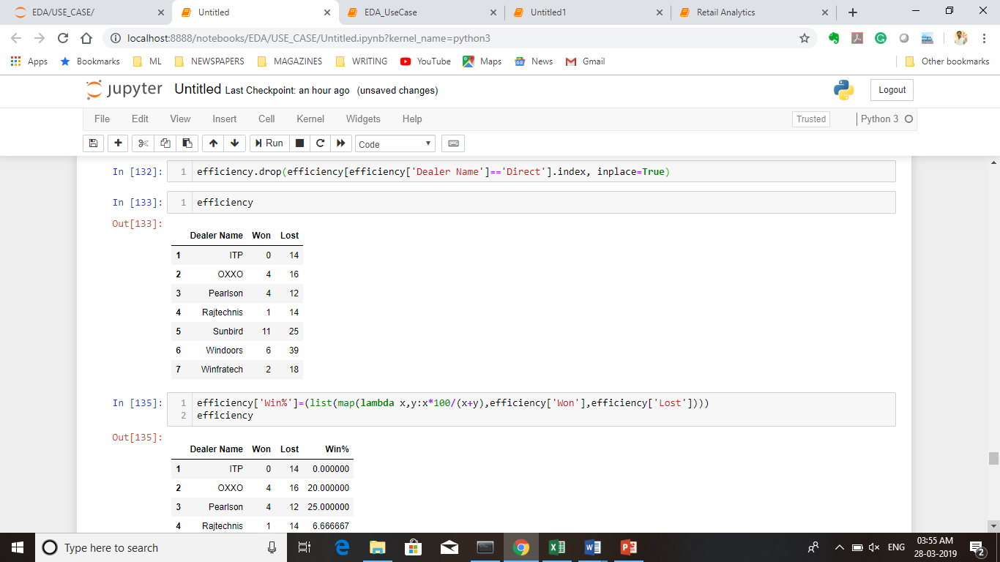 EDA/USE_CASE/
Untitled
EDA_UseCase
Untitled1
Retail Analytics
localhost:8888/notebooks/EDA/USE_CASE/Untitled.ipynb?kernel_name=python3
Apps Bookmarks ML NEWSPAPERS MAGAZINES WRITING YouTube Maps News Gmail Other bookmarks
jupyter Untitled Last Checkpoint: an hour ago (unsaved changes) Logout
File Edit View Insert Cell Kernel Widgets Help Trusted Python 3
Run Code
In [132]: 1 efficiency.drop(efficiency[efficiency['Dealer Name']=='Direct'].index, inplace=True)
In [133]: 1 efficiency
Out[133]:
Dealer Name Won Lost
1 ITP 0 14
2 OXXO 4 16
3 Pearlson 4 12
4 Rajtechnis 1 14
5 Sunbird 11 25
6 Windoors 6 39
7 Winfratech 2 18
In [135]: 1 efficiency['Win%']=(list(map(lambda x,y:x*100/(x+y),efficiency['Won'],efficiency['Lost'])))
2 efficiency
Out[135]:
Dealer Name Won Lost Win%
1 ITP 0 14 0.000000
2 OXXO 4 16 20.000000
3 Pearlson 4 12 25.000000
4 Rajtechnis 1 14 6.666667
Type here to search
ENG
03:55 AM
28-03-2019
2